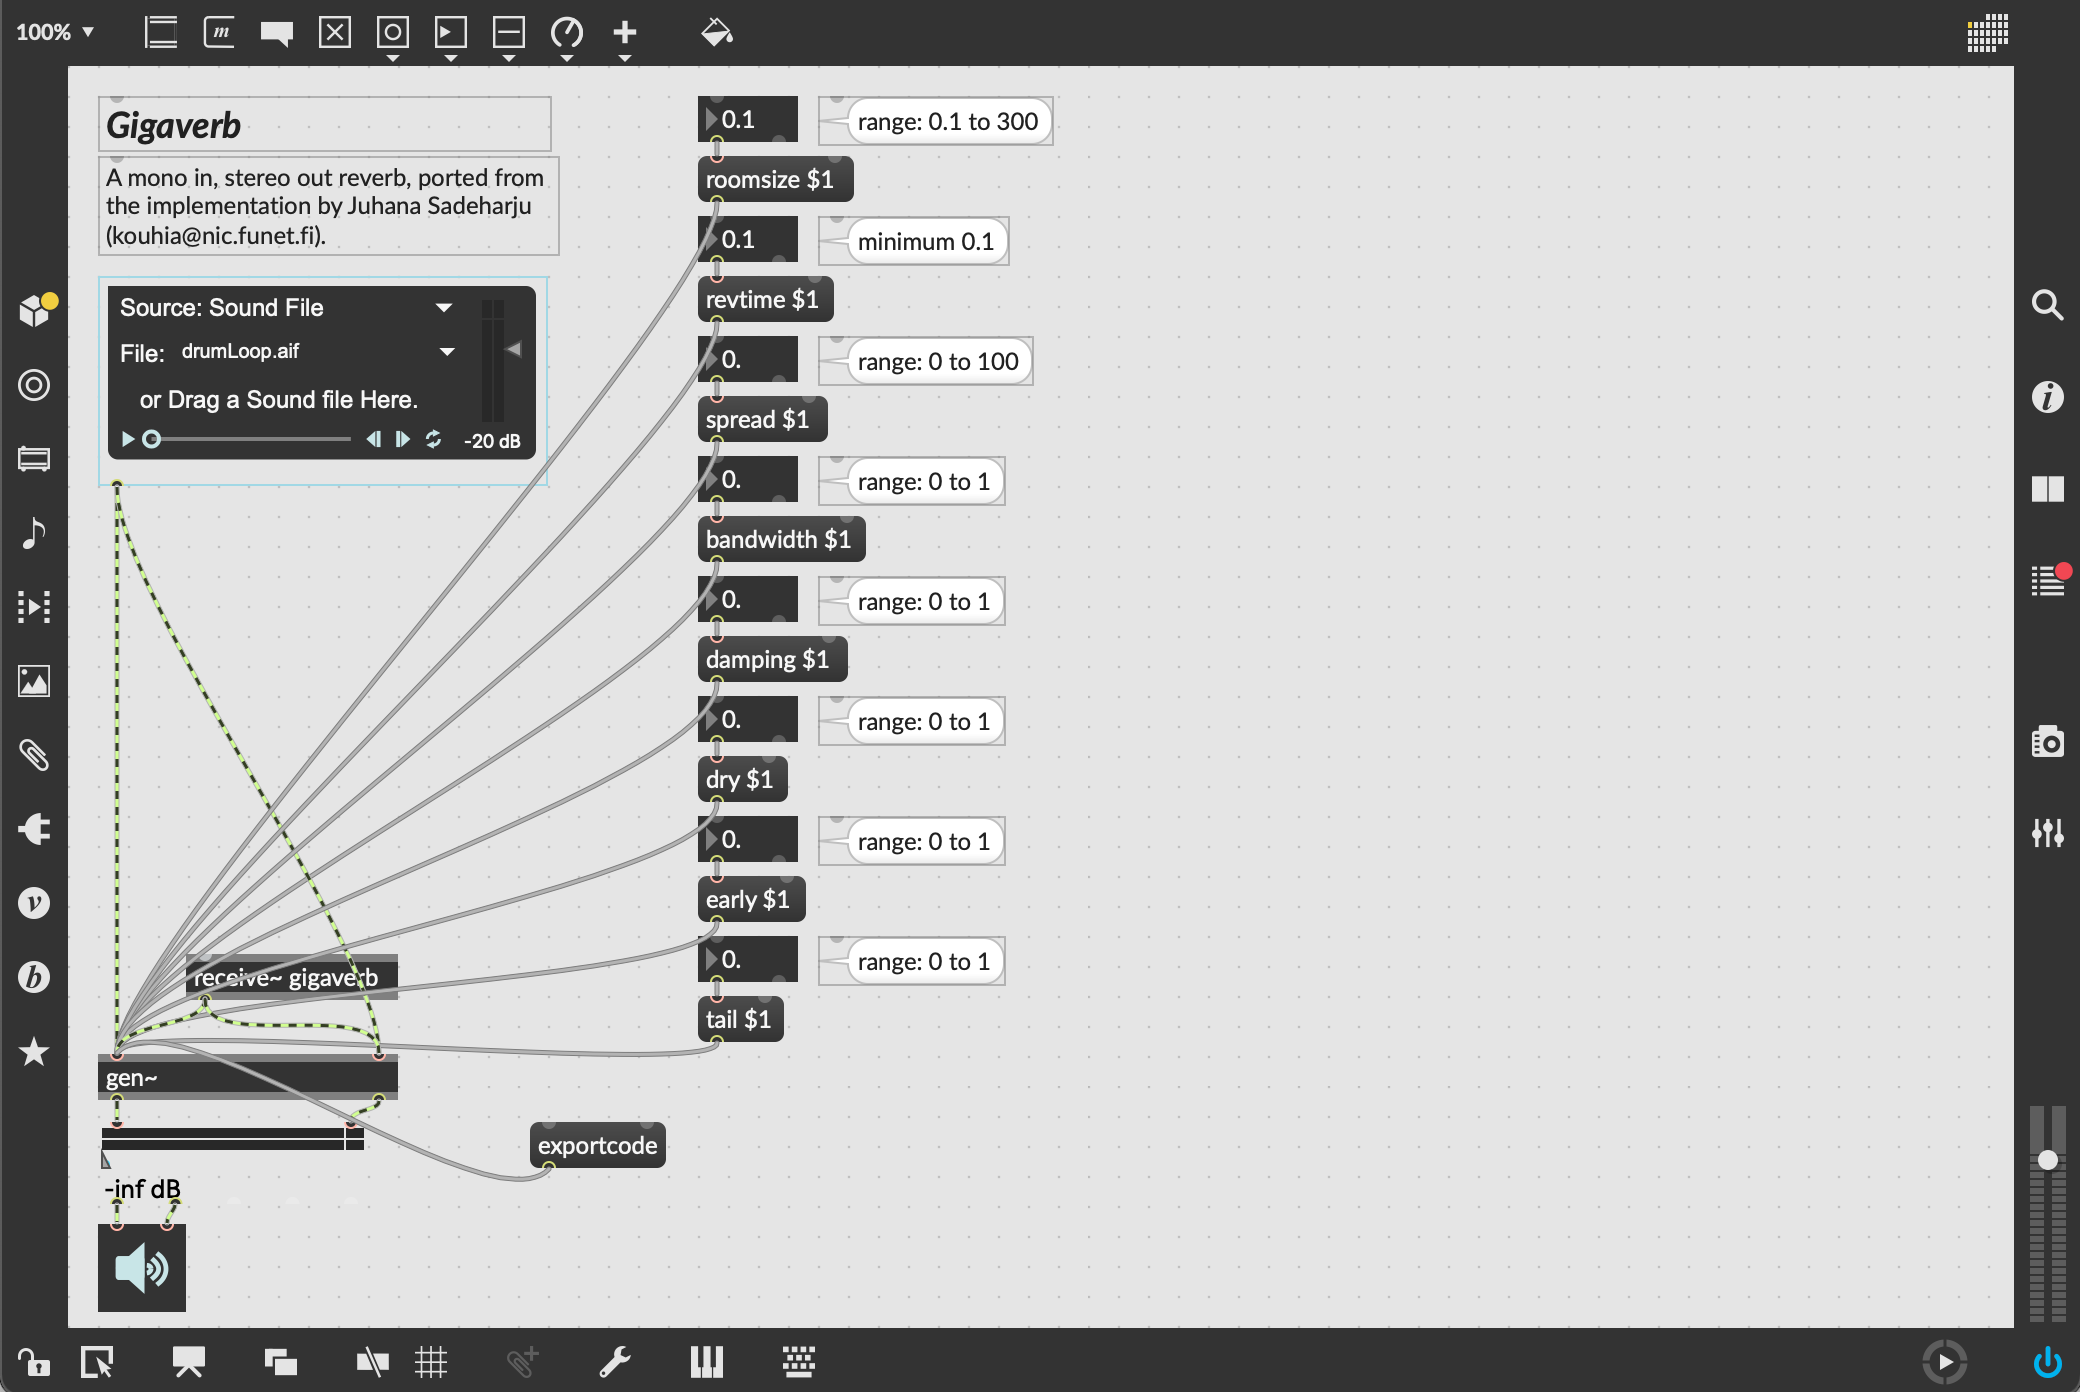 100%
m
Gigaverb
A mono in, stereo out reverb, ported from
the implementation by Juhana Sadeharju
(kouhia@nic.funet.fi).
Source: Sound File
File: drumLoop.aif
or Drag a Sound file Here.
-20 dB
0.1
range: 0.1 to 300
roomsize $1
0.1
minimum 0.1
revtime $1
0.
range: 0 to 100
spread $1
0.
range: 0 to 1
bandwidth $1
0.
range: 0 to 1
damping $1
0.
range: 0 to 1
dry $1
0.
range: 0 to 1
early $1
0.
range: 0 to 1
tail $1
receive~ gigaverb
gen~
exportcode
-inf dB
v
b
i